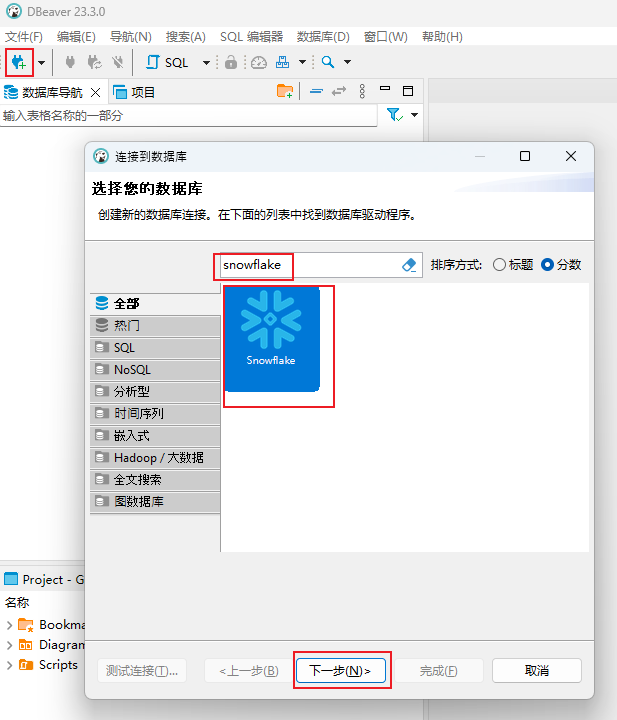 DBeaver 23.3.0
文件(F) 编辑(E) 导航(N) 搜索(A) SQL 编辑器 数据库(D) 窗口(W) 帮助(H)
SQL
数据库导航 项目
输入表格名称的一部分
连接到数据库
选择您的数据库
创建新的数据库连接。在下面的列表中找到数据库驱动程序。
snowflake 排序方式: 标题 分数
全部
热门
SQL
NoSQL
分析型
时间序列
嵌入式
Hadoop / 大数据
全文搜索
图数据库
Snowflake
Project - G
名称
Bookma
Diagram
Scripts
测试连接(T)... <上一步(B) 下一步(N)> 完成(F) 取消